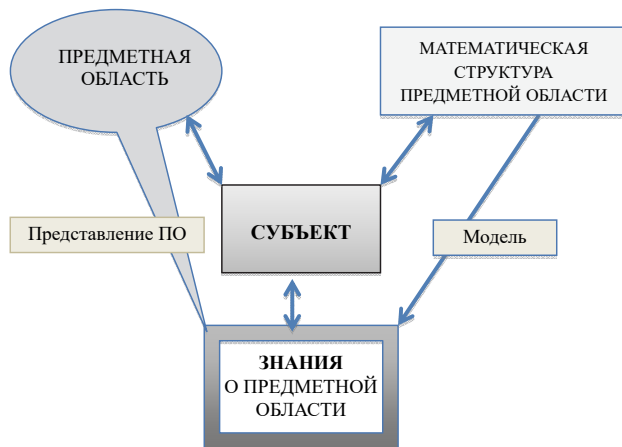 ПРЕДМЕТНАЯ
ОБЛАСТЬ
МАТЕМАТИЧЕСКАЯ
СТРУКТУРА
ПРЕДМЕТНОЙ ОБЛАСТИ
СУБЪЕКТ
Представление ПО
Модель
ЗНАНИЯ
О ПРЕДМЕТНОЙ
ОБЛАСТИ